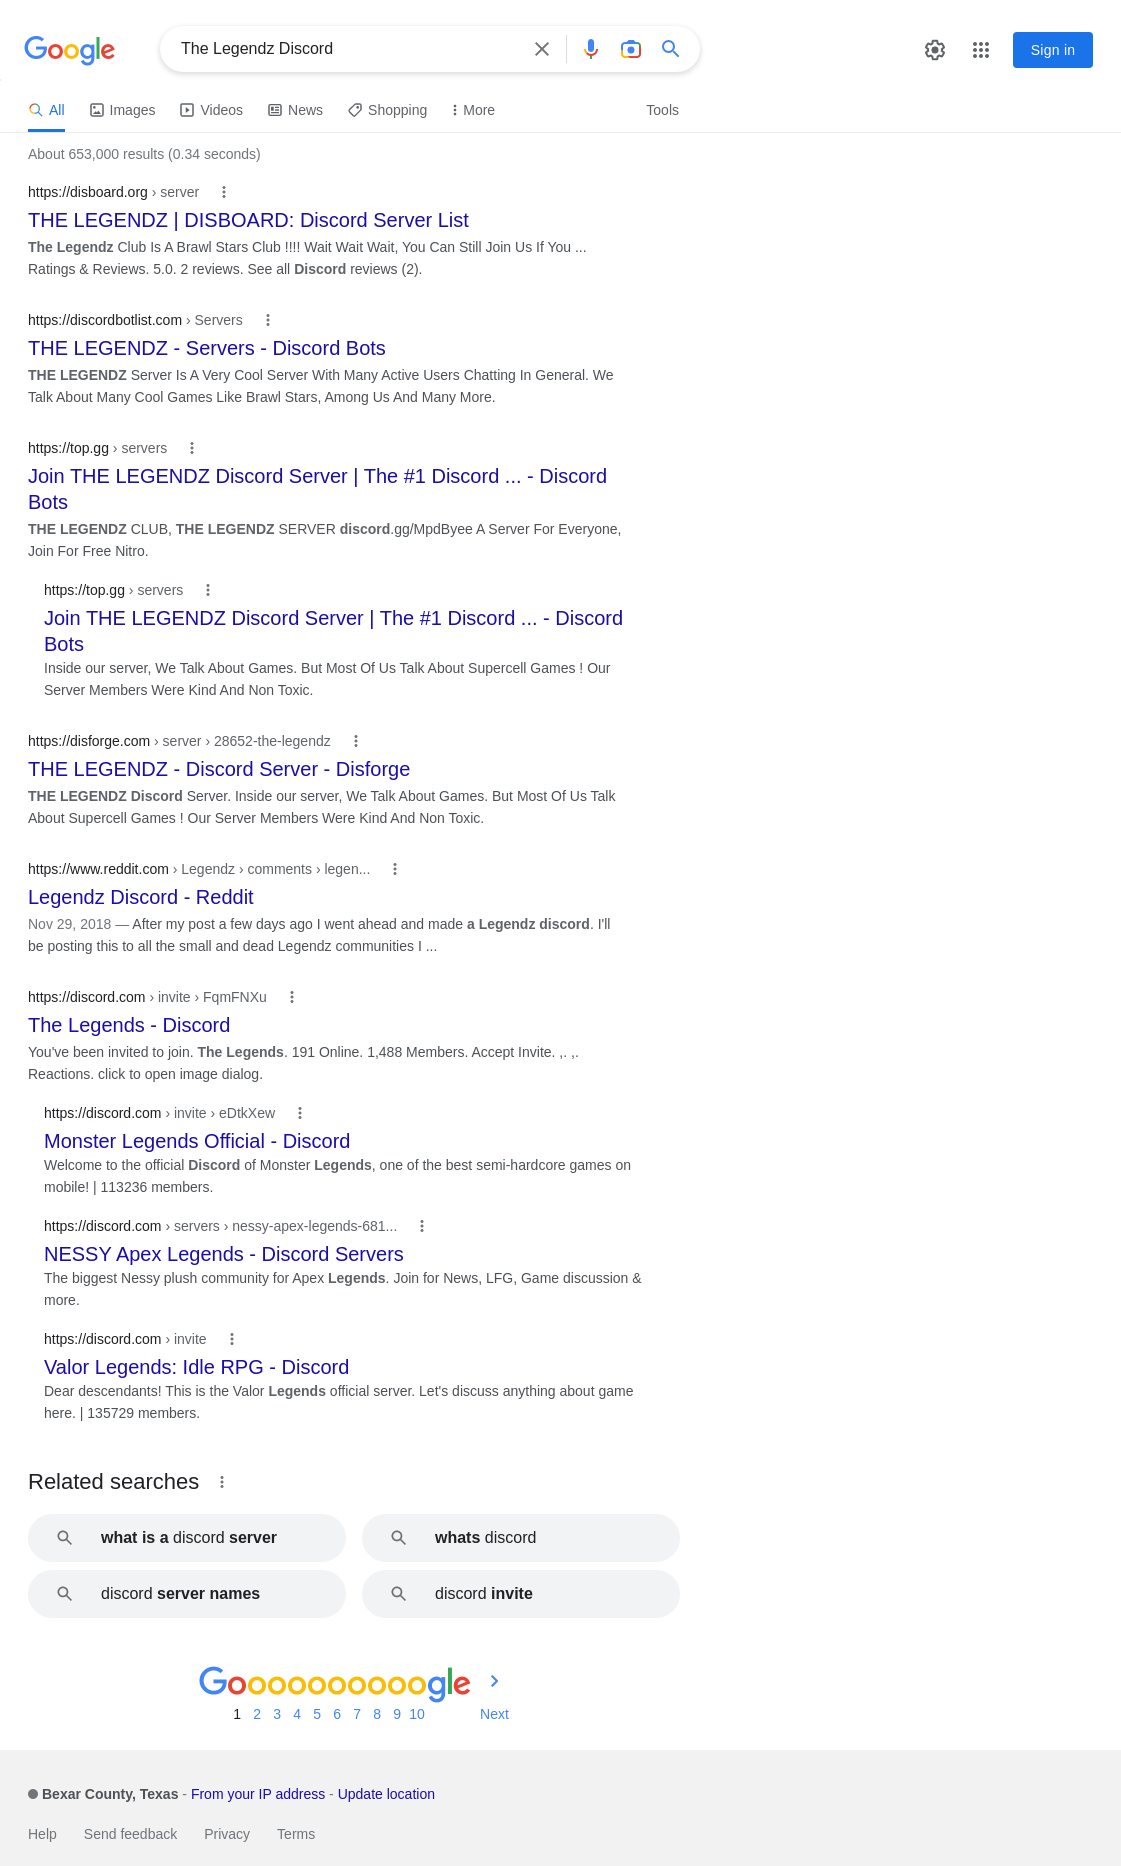 Google
The Legendz Discord
Sign in
All Images Videos News Shopping More Tools
About 653,000 results (0.34 seconds)
https://disboard.org › server
THE LEGENDZ | DISBOARD: Discord Server List
The Legendz Club Is A Brawl Stars Club !!!! Wait Wait Wait, You Can Still Join Us If You ...
Ratings & Reviews. 5.0. 2 reviews. See all Discord reviews (2).
https://discordbotlist.com › Servers
THE LEGENDZ - Servers - Discord Bots
THE LEGENDZ Server Is A Very Cool Server With Many Active Users Chatting In General. We
Talk About Many Cool Games Like Brawl Stars, Among Us And Many More.
https://top.gg › servers
Join THE LEGENDZ Discord Server | The #1 Discord ... - Discord
Bots
THE LEGENDZ CLUB, THE LEGENDZ SERVER discord.gg/MpdByee A Server For Everyone,
Join For Free Nitro.
https://top.gg › servers
Join THE LEGENDZ Discord Server | The #1 Discord ... - Discord
Bots
Inside our server, We Talk About Games. But Most Of Us Talk About Supercell Games ! Our
Server Members Were Kind And Non Toxic.
https://disforge.com › server › 28652-the-legendz
THE LEGENDZ - Discord Server - Disforge
THE LEGENDZ Discord Server. Inside our server, We Talk About Games. But Most Of Us Talk
About Supercell Games ! Our Server Members Were Kind And Non Toxic.
https://www.reddit.com › Legendz › comments › legen...
Legendz Discord - Reddit
Nov 29, 2018 — After my post a few days ago I went ahead and made a Legendz discord. I'll
be posting this to all the small and dead Legendz communities I ...
https://discord.com › invite › FqmFNXu
The Legends - Discord
You've been invited to join. The Legends. 191 Online. 1,488 Members. Accept Invite. ,. ,.
Reactions. click to open image dialog.
https://discord.com › invite › eDtkXew
Monster Legends Official - Discord
Welcome to the official Discord of Monster Legends, one of the best semi-hardcore games on
mobile! | 113236 members.
https://discord.com › servers › nessy-apex-legends-681...
NESSY Apex Legends - Discord Servers
The biggest Nessy plush community for Apex Legends. Join for News, LFG, Game discussion &
more.
https://discord.com › invite
Valor Legends: Idle RPG - Discord
Dear descendants! This is the Valor Legends official server. Let's discuss anything about game
here. | 135729 members.
Related searches
what is a discord server
whats discord
discord server names
discord invite
Goooooooooogle
1 2 3 4 5 6 7 8 9 10 Next
Bexar County, Texas - From your IP address - Update location
Help Send feedback Privacy Terms